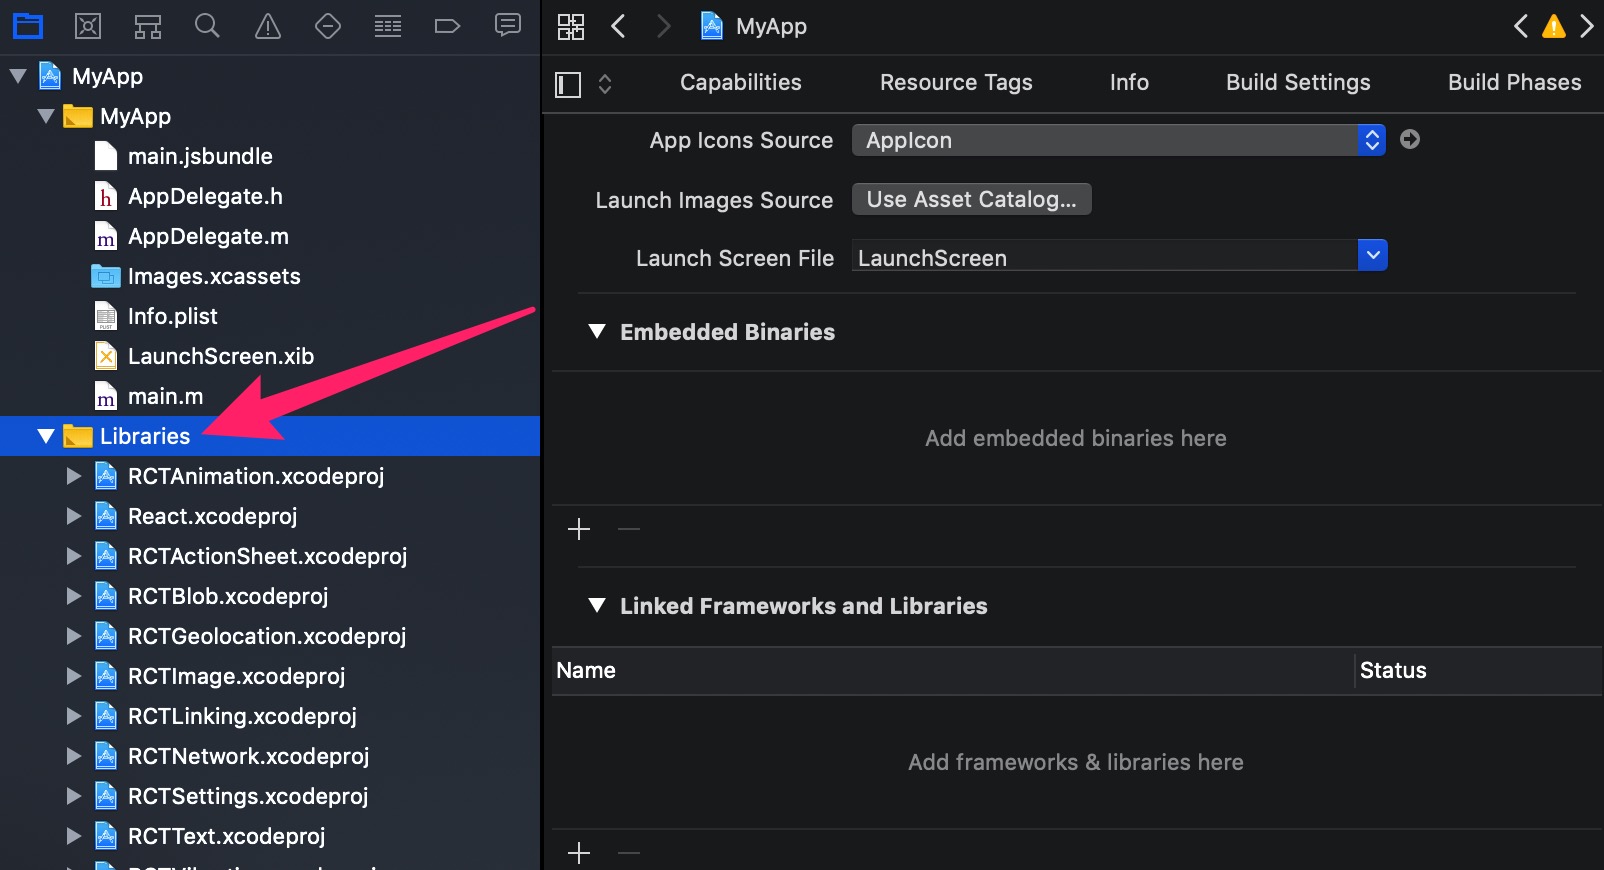 MyApp
MyApp
main.jsbundle
AppDelegate.h
AppDelegate.m
Images.xcassets
Info.plist
LaunchScreen.xib
main.m
Libraries
RCTAnimation.xcodeproj
React.xcodeproj
RCTActionSheet.xcodeproj
RCTBlob.xcodeproj
RCTGeolocation.xcodeproj
RCTImage.xcodeproj
RCTLinking.xcodeproj
RCTNetwork.xcodeproj
RCTSettings.xcodeproj
RCTText.xcodeproj
MyApp
Capabilities Resource Tags Info Build Settings Build Phases
App Icons Source AppIcon
Launch Images Source Use Asset Catalog...
Launch Screen File LaunchScreen
Embedded Binaries
Add embedded binaries here
Linked Frameworks and Libraries
Name Status
Add frameworks & libraries here